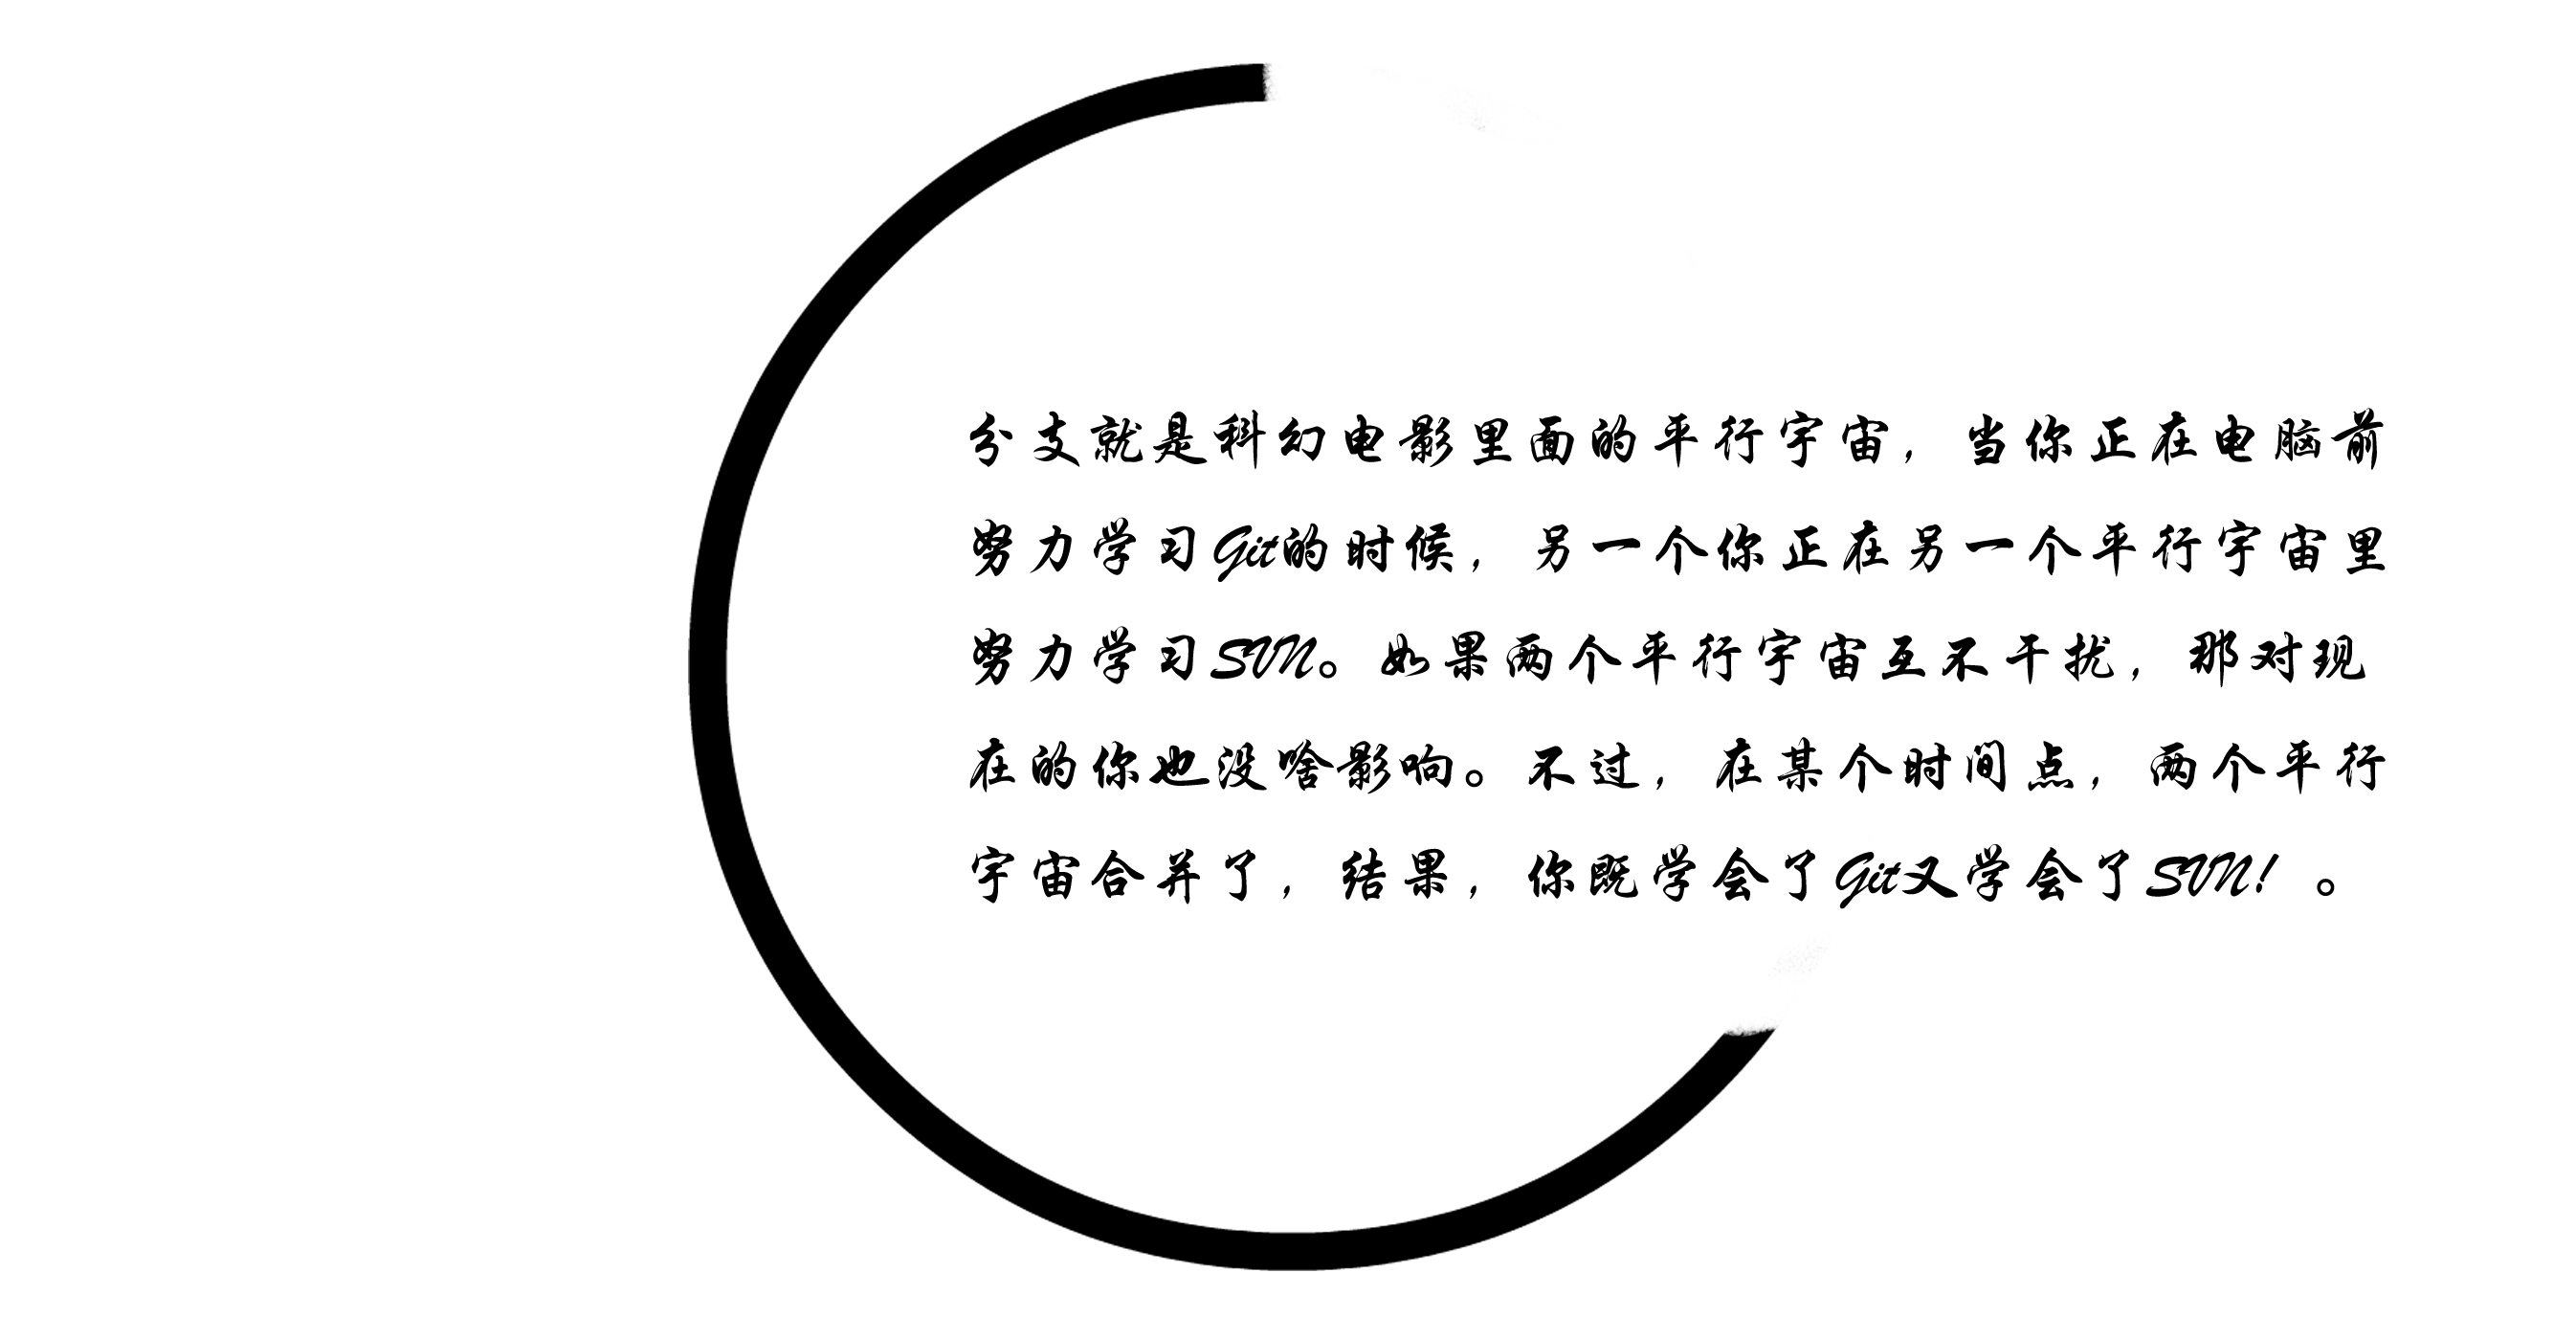 分支就是科幻电影里面的平行宇宙，当你正在电脑前
努力学习Git的时候，另一个你正在另一个平行宇宙里
努力学习SVN。如果两个平行宇宙互不干扰，那对现
在的你也没啥影响。不过，在某个时间点，两个平行
宇宙合并了，结果，你既学会了Git又学会了SVN！。